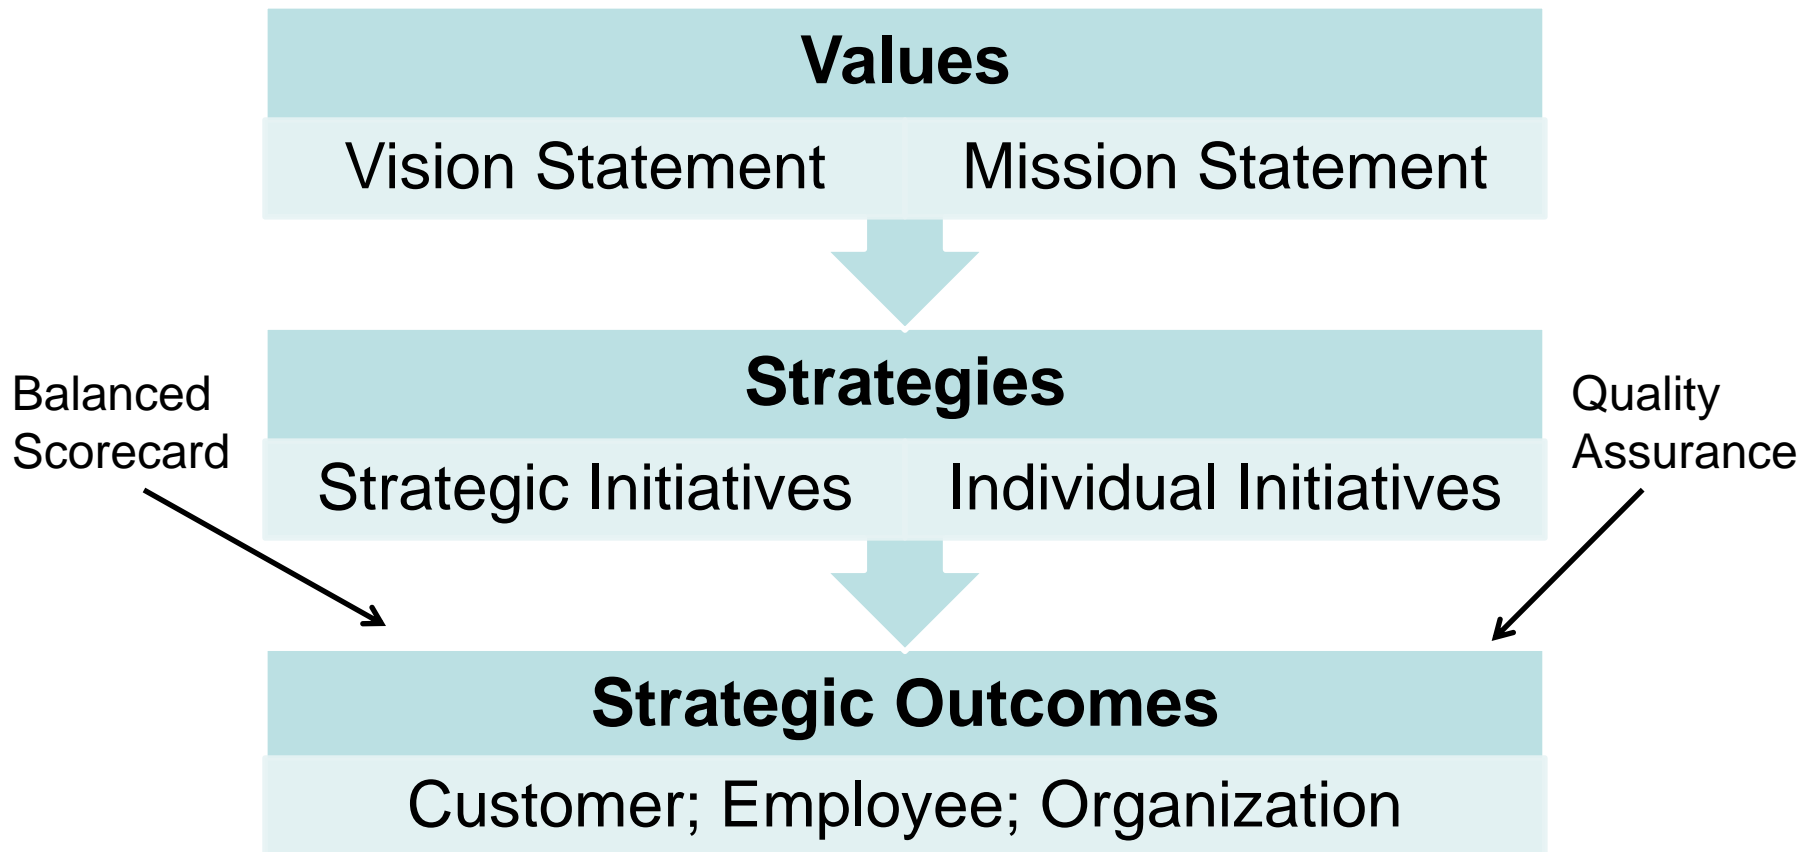 Values
Vision Statement
Mission Statement
Strategies
Balanced
Scorecard
Strategic Initiatives
Individual Initiatives
Quality
Assurance
Strategic Outcomes
Customer; Employee; Organization